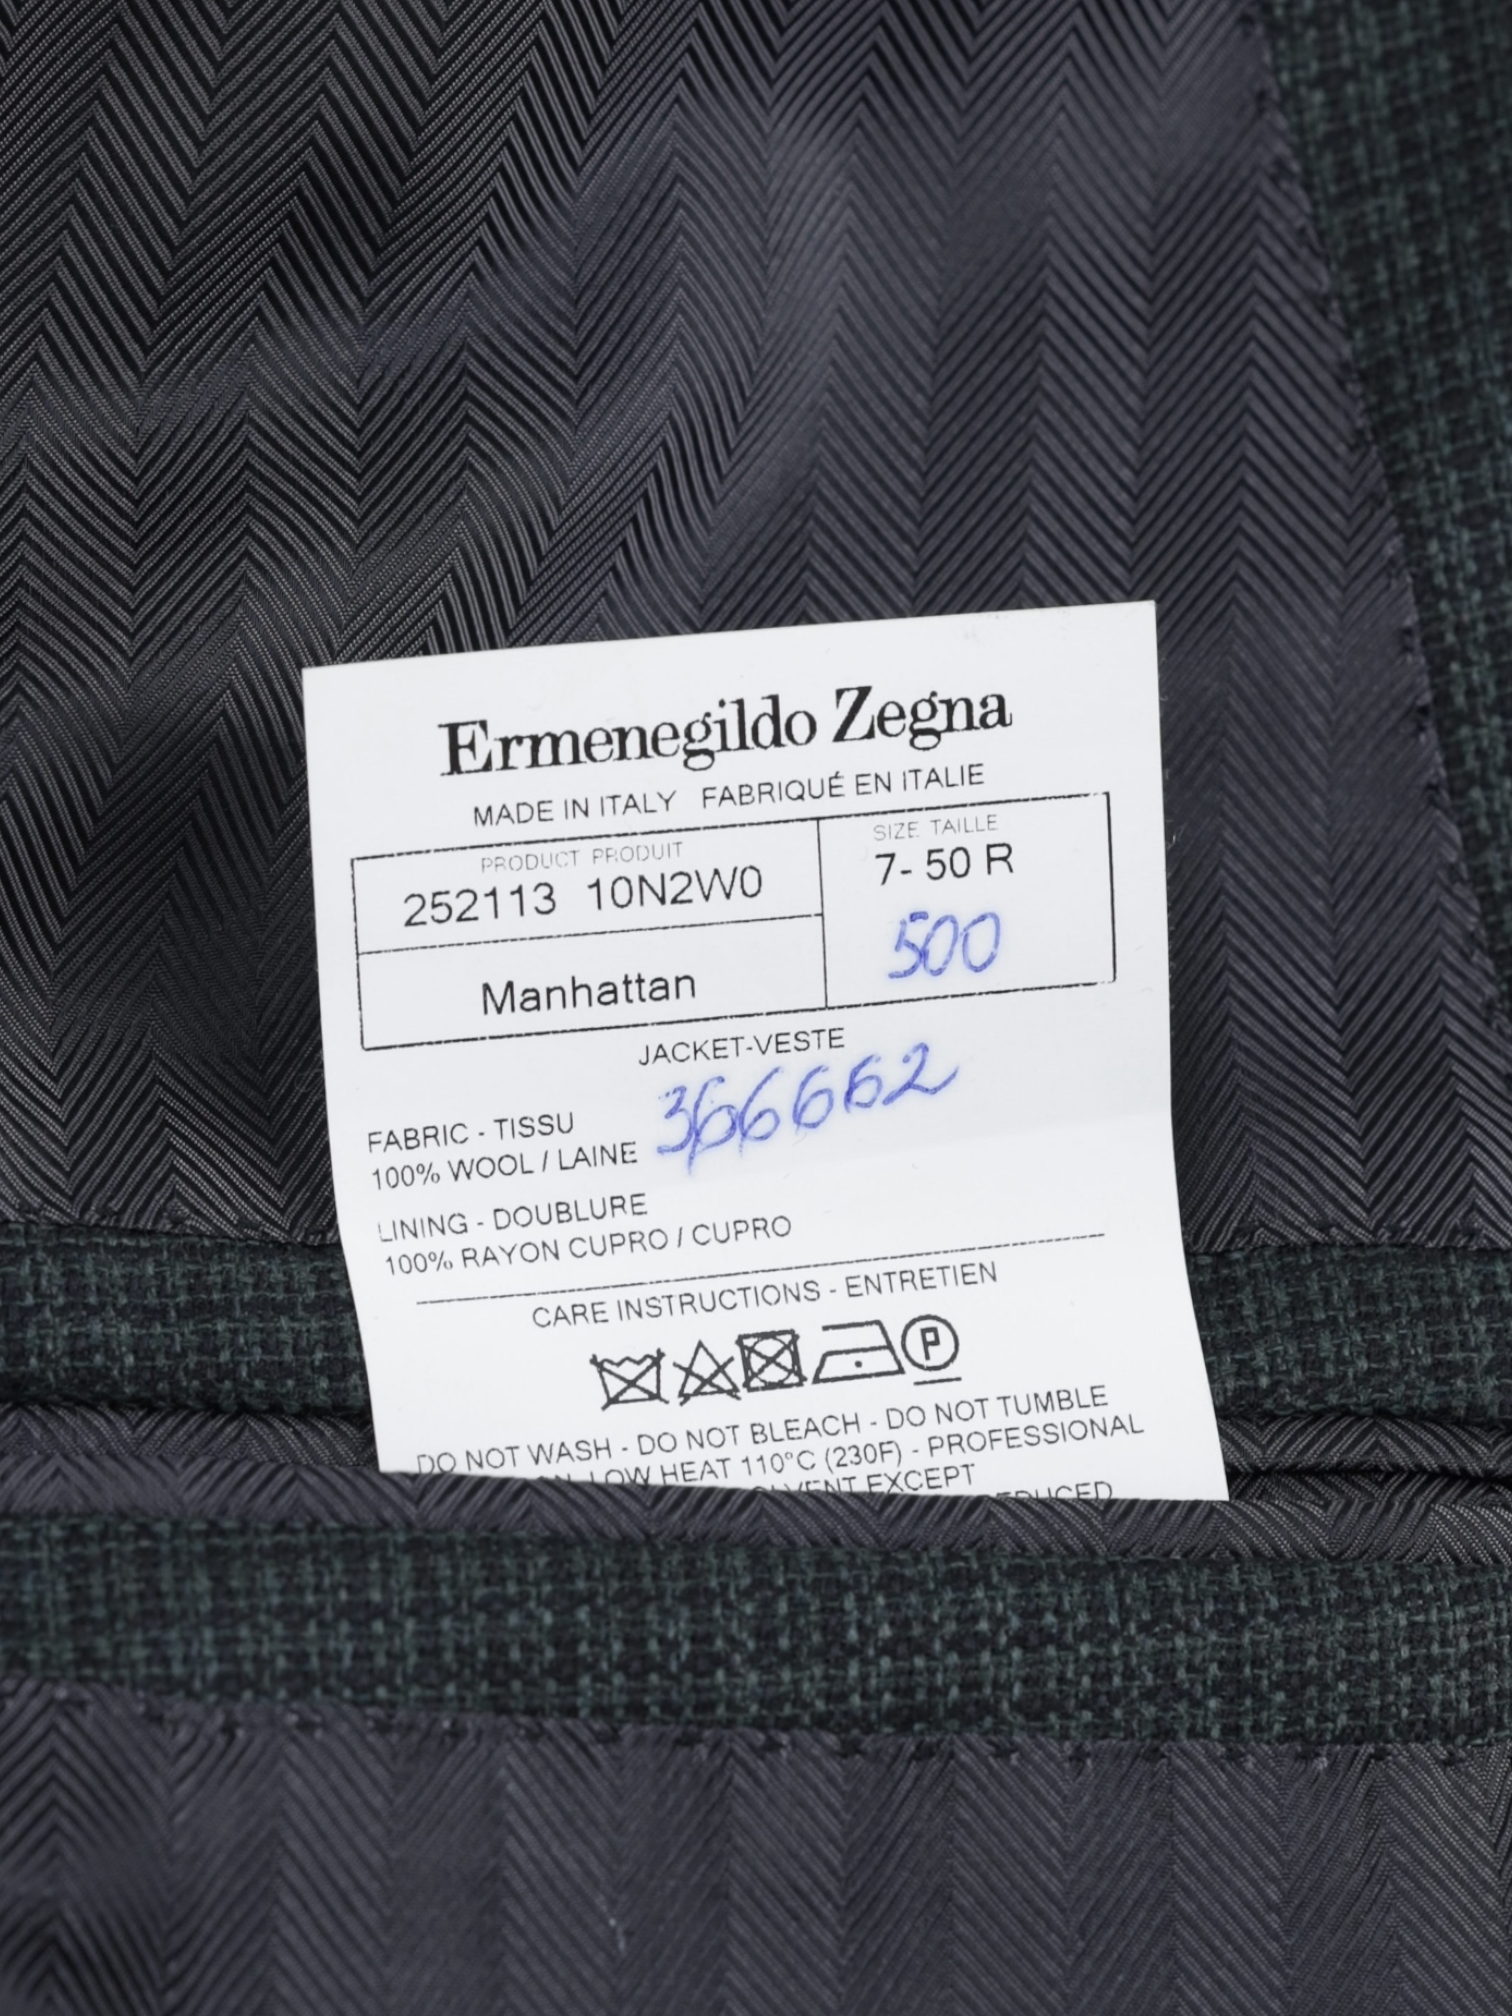 Ermenegildo Zegna
MADE IN ITALY FABRIQUÉ EN ITALIE
PRODUCT PRODUIT
252113 10N2W0
Manhattan
SIZE TAILLE
7- 50 R
500
JACKET-VESTE
366662
FABRIC - TISSU
100% WOOL / LAINE
LINING - DOUBLURE
100% RAYON CUPRO / CUPRO
CARE INSTRUCTIONS - ENTRETIEN
P
DO NOT WASH - DO NOT BLEACH - DO NOT TUMBLE
LOW HEAT 110°C (230F) - PROFESSIONAL
EXCEPT